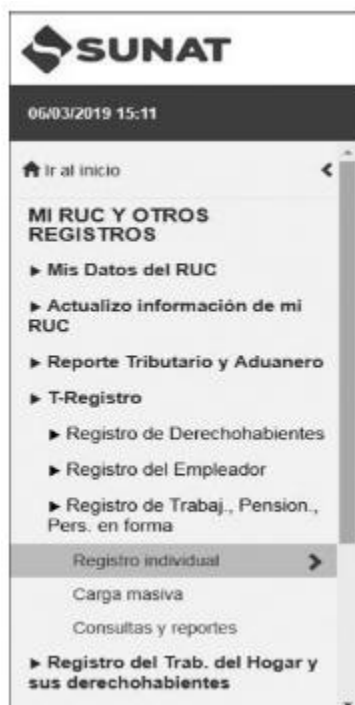 SUNAT
06/03/2019 15:11
Ir al inicio
MI RUC Y OTROS
REGISTROS
► Mis Datos del RUC
► Actualizo información de mi
RUC
► Reporte Tributario y Aduanero
► T-Registro
► Registro de Derechohabientes
► Registro del Empleador
► Registro de Trabaj., Pension.,
Pers. en forma
Registro individual
Carga masiva
Consultas y reportes
► Registro del Trab. del Hogar y
sus derechohabientes